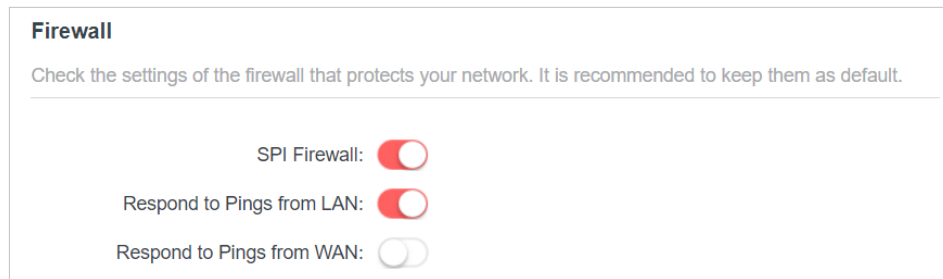 Firewall
Check the settings of the firewall that protects your network. It is recommended to keep them as default.
SPI Firewall:
Respond to Pings from LAN:
Respond to Pings from WAN: